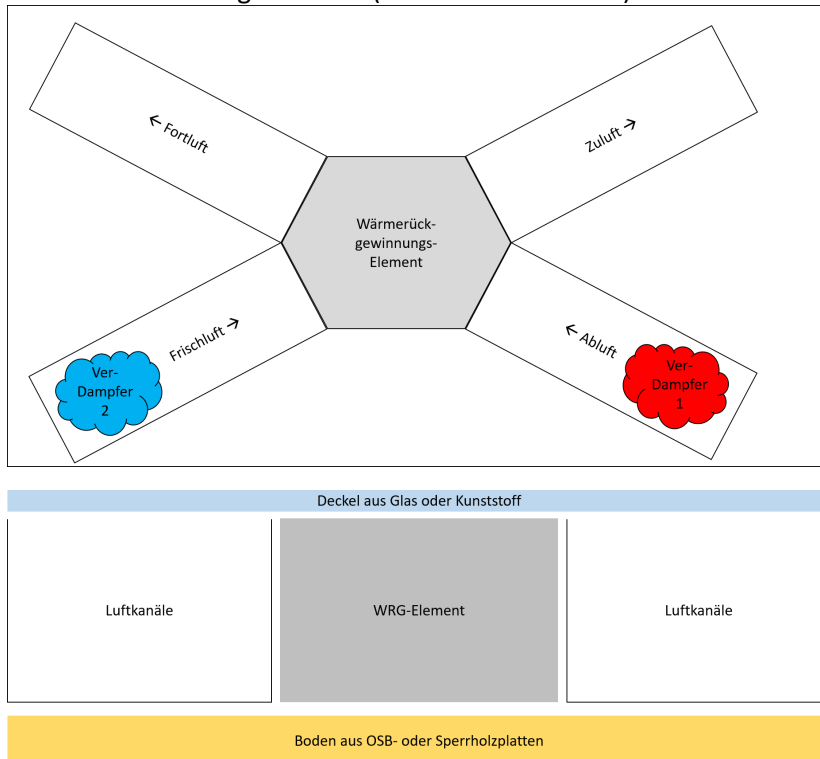 ← Fortluft
Zuluft →
Wärmerück-
gewinnungs-
Element
Frischluft →
← Abluft
Ver-
Dampfer
2
Ver-
Dampfer
1
Deckel aus Glas oder Kunststoff
Luftkanäle
WRG-Element
Luftkanäle
Boden aus OSB- oder Sperrholzplatten